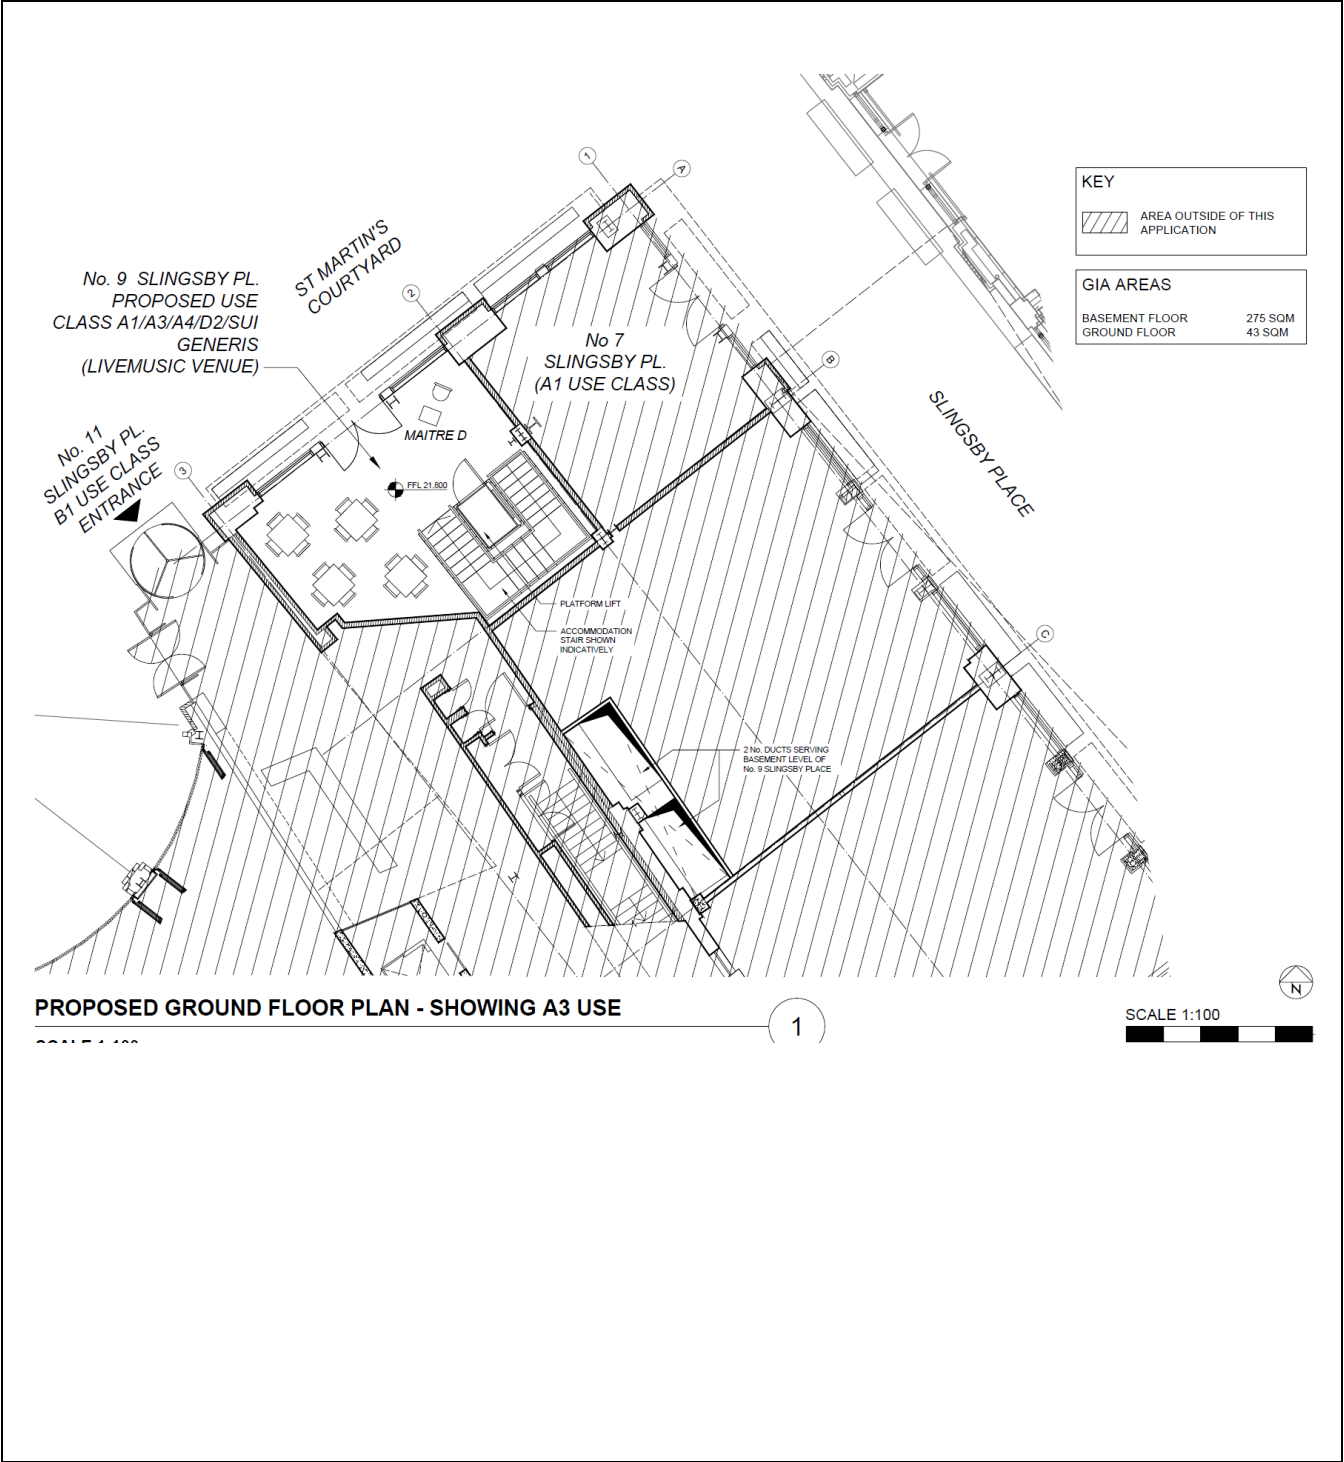 ST MARTIN'S
COURTYARD
No. 9 SLINGSBY PL.
PROPOSED USE
CLASS A1/A3/A4/D2/SUI
GENERIS
(LIVEMUSIC VENUE)
No. 11
SLINGSBY PL.
B1 USE CLASS
ENTRANCE
1
A
2
3
B
C
No 7
SLINGSBY PL.
(A1 USE CLASS)
MAITRE D
FFL 21.800
PLATFORM LIFT
ACCOMMODATION
STAIR SHOWN
INDICATIVELY
2 No. DUCTS SERVING
BASEMENT LEVEL OF
No. 9 SLINGSBY PLACE
SLINGSBY PLACE
KEY
AREA OUTSIDE OF THIS
APPLICATION
GIA AREAS
BASEMENT FLOOR 275 SQM
GROUND FLOOR 43 SQM
PROPOSED GROUND FLOOR PLAN - SHOWING A3 USE
1
N
SCALE 1:100